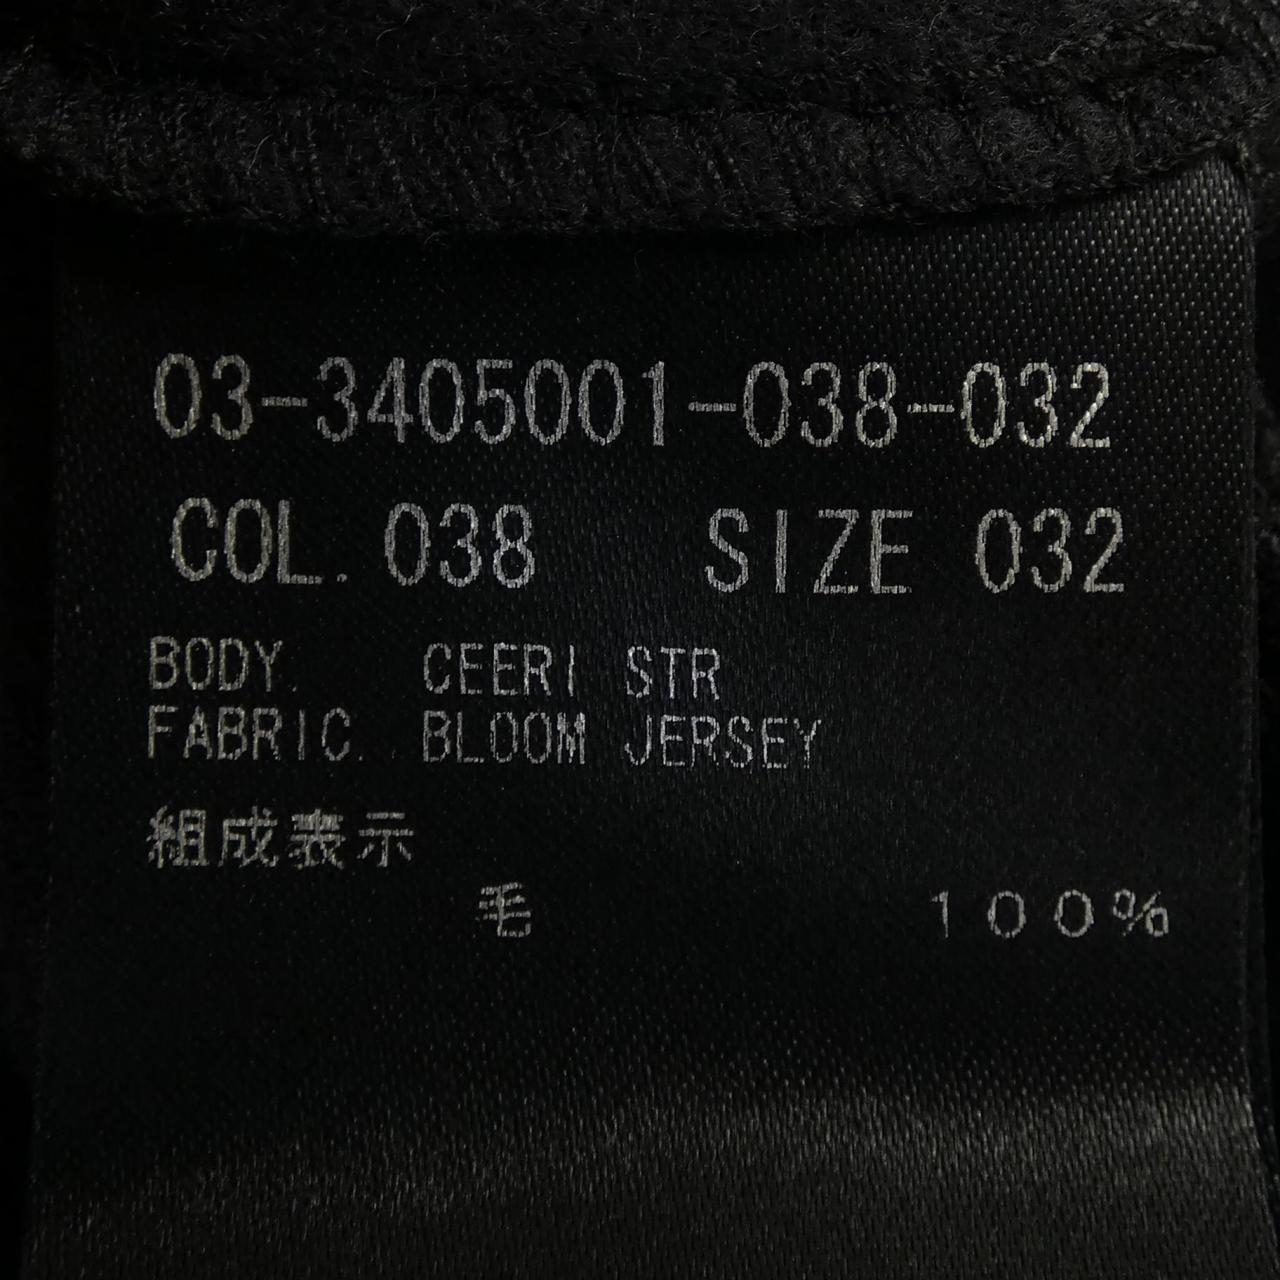 03-3405001-038-032
COL. 038 SIZE 032
BODY. CEERI STR
FABRIC. BLOOM JERSEY
組成表示
毛 100%